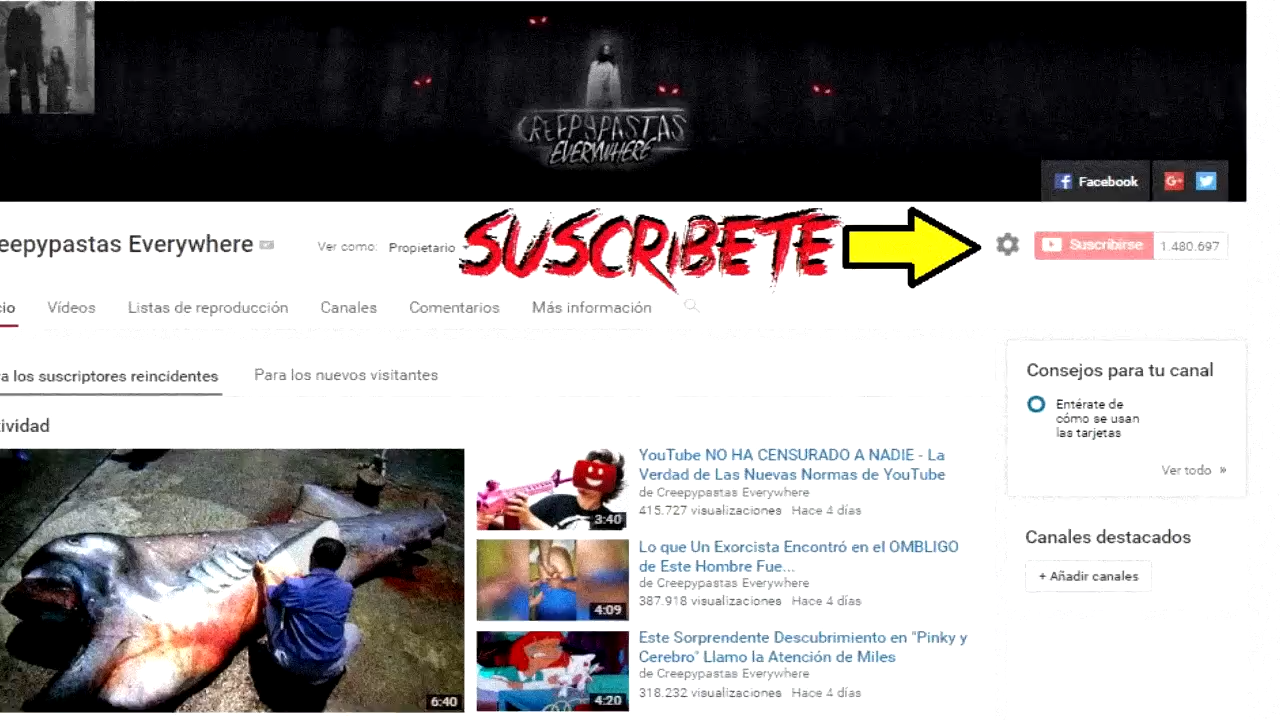 CREEPYPASTAS
EVERYWHERE
Facebook
eepypastas Everywhere
Ver como: Propietario
SUSCRIBETE
Suscribirse 1.480.697
cio Vídeos Listas de reproducción Canales Comentarios Más información
a los suscriptores reincidentes Para los nuevos visitantes
tividad
6:40
YouTube NO HA CENSURADO A NADIE - La
Verdad de Las Nuevas Normas de YouTube
de Creepypastas Everywhere
415.727 visualizaciones Hace 4 días
3:40
Lo que Un Exorcista Encontró en el OMBLIGO
de Este Hombre Fue...
de Creepypastas Everywhere
387.918 visualizaciones Hace 4 días
4:09
Este Sorprendente Descubrimiento en "Pinky y
Cerebro" Llamo la Atención de Miles
de Creepypastas Everywhere
318.232 visualizaciones Hace 4 días
4:20
Consejos para tu canal
Entérate de
cómo se usan
las tarjetas
Ver todo »
Canales destacados
+ Añadir canales